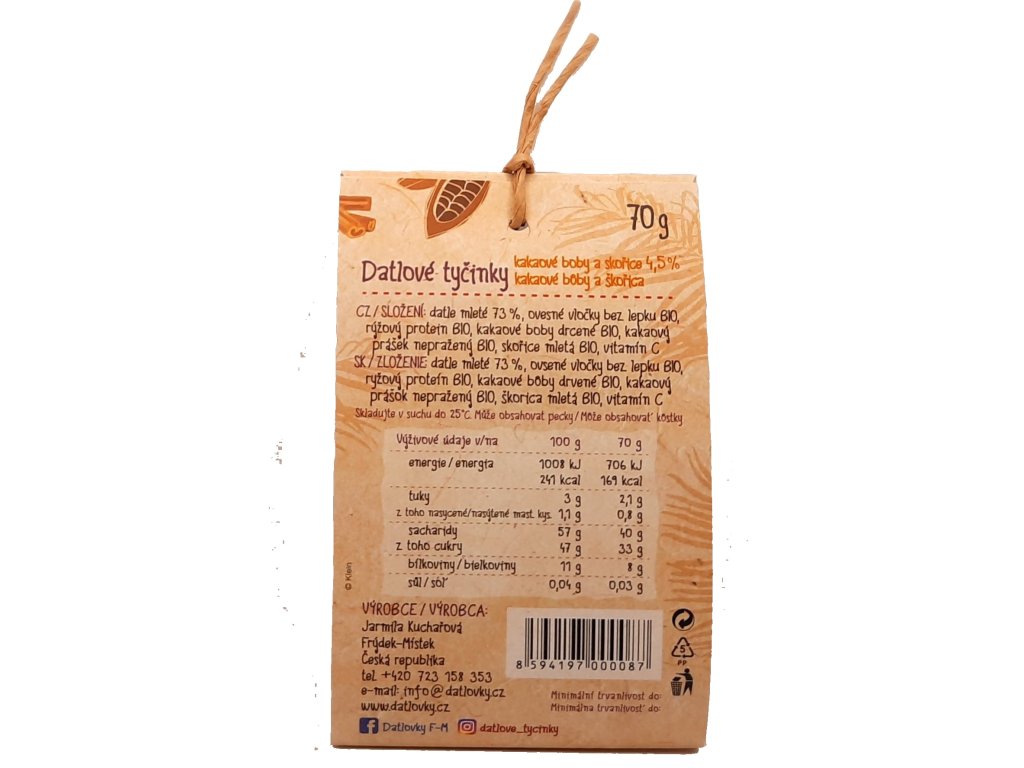 70 g
Datlové tyčinky
kakaové boby a skořice 4,5%
kakaové bôby a škorica
CZ / SLOŽENÍ: datle mleté 73 %, ovesné vločky bez lepku BIO,
rýžový protein BIO, kakaové boby drcené BIO, kakaový
prášek nepražený BIO, skořice mletá BIO, vitamín C
SK / ZLOŽENIE: datle mleté 73 %, ovsené vločky bez lepku BIO,
ryžový proteín BIO, kakaové bôby drvené BIO, kakaový
prášok nepražený BIO, škorica mletá BIO, vitamín C
Skladujte v suchu do 25°C. Může obsahovat pecky / Môže obsahovať kôstky
Výživové údaje v/na 100 g 70 g
energie / energia 1008 kJ 706 kJ
241 kcal 169 kcal
tuky 3 g 2,1 g
z toho nasycené/nasýtené mast. kys. 1,1 g 0,8 g
sacharidy 57 g 40 g
z toho cukry 47 g 33 g
bílkoviny / bielkoviny 11 g 8 g
sůl / soľ 0,04 g 0,03 g
© Klein
VÝROBCE / VÝROBCA:
Jarmila Kuchařová
Frýdek-Místek
Česká republika
tel. +420 723 158 353
e-mail: info@datlovky.cz
www.datlovky.cz
Datlovky F-M datlove_tycinky
8 594197 000087
5
PP
Minimální trvanlivost do:
Minimálna trvanlivosť do: